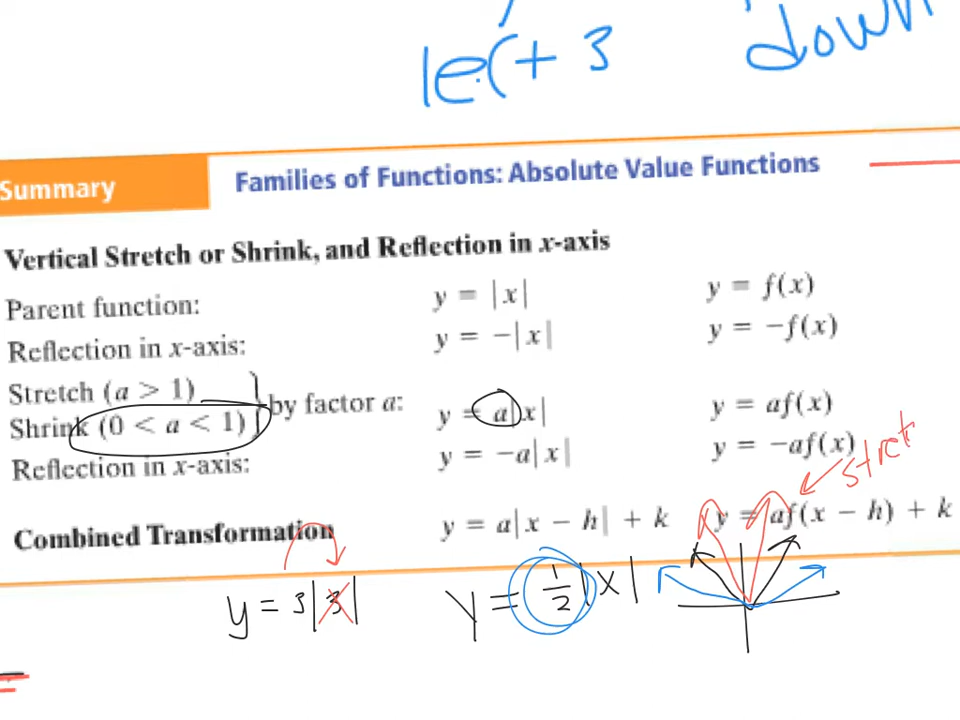 left 3
down
Summary
Families of Functions: Absolute Value Functions
Vertical Stretch or Shrink, and Reflection in x-axis
Parent function: y = |x| y = f(x)
Reflection in x-axis: y = -|x| y = -f(x)
Stretch (a > 1)
Shrink (0 < a < 1)
by factor a: y = a|x| y = af(x)
Reflection in x-axis: y = -a|x| y = -af(x)
stret
Combined Transformation y = a|x - h| + k y = af(x - h) + k
y = 3|3|
y = 1/2 |x|